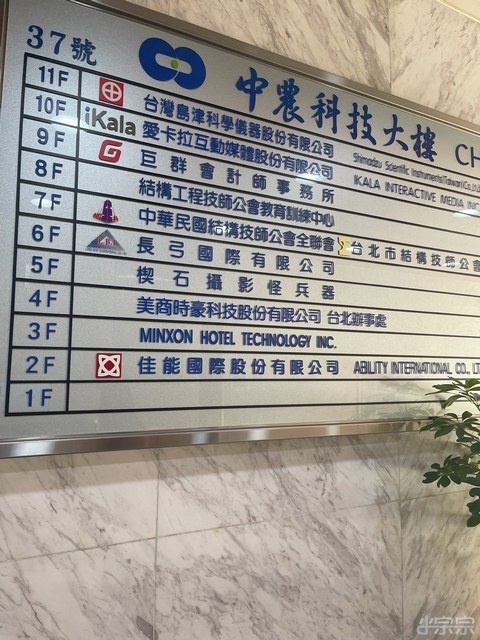 37號 中農科技大樓 CH
11F 台灣島津科學儀器股份有限公司 Shimadzu Scientific Instruments(Taiwan)Co.,Ltd
10F iKala 愛卡拉互動媒體股份有限公司 IKALA INTERACTIVE MEDIA INC.
9F G 巨群會計師事務所
8F 結構工程技師公會教育訓練中心
7F 中華民國結構技師公會全聯會 台北市結構技師公會
6F 長弓國際有限公司
5F 楔石攝影怪兵器
4F 美商時豪科技股份有限公司 台北辦事處
3F MINXON HOTEL TECHNOLOGY INC.
2F 佳能國際股份有限公司 ABILITY INTERNATIONAL CO., LT
1F